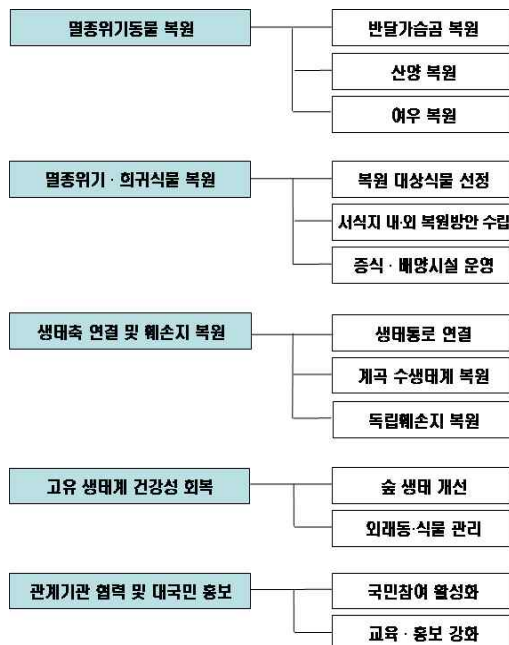 멸종위기동물 복원
반달가슴곰 복원
산양 복원
여우 복원
멸종위기 · 희귀식물 복원
복원 대상식물 선정
서식지 내·외 복원방안 수립
증식 · 배양시설 운영
생태축 연결 및 훼손지 복원
생태통로 연결
계곡 수생태계 복원
독립훼손지 복원
고유 생태계 건강성 회복
숲 생태 개선
외래동·식물 관리
관계기관 협력 및 대국민 홍보
국민참여 활성화
교육 · 홍보 강화